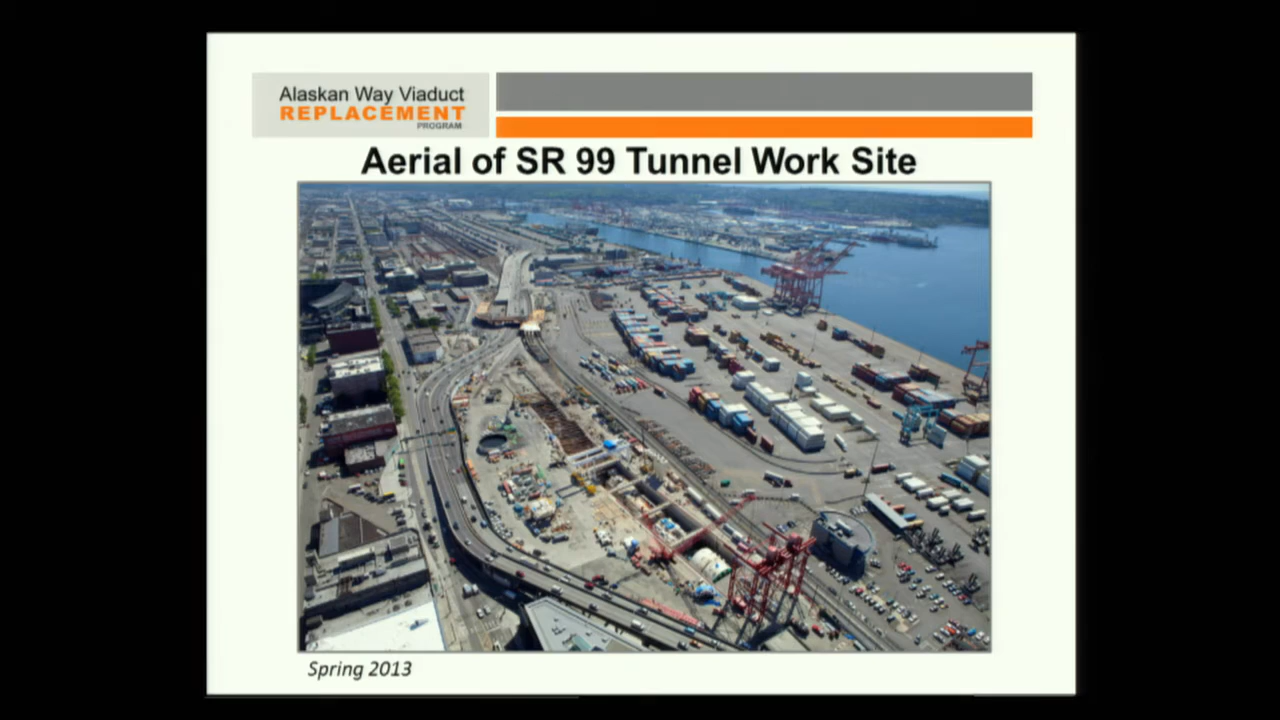 Alaskan Way Viaduct
REPLACEMENT
PROGRAM
Aerial of SR 99 Tunnel Work Site
Spring 2013